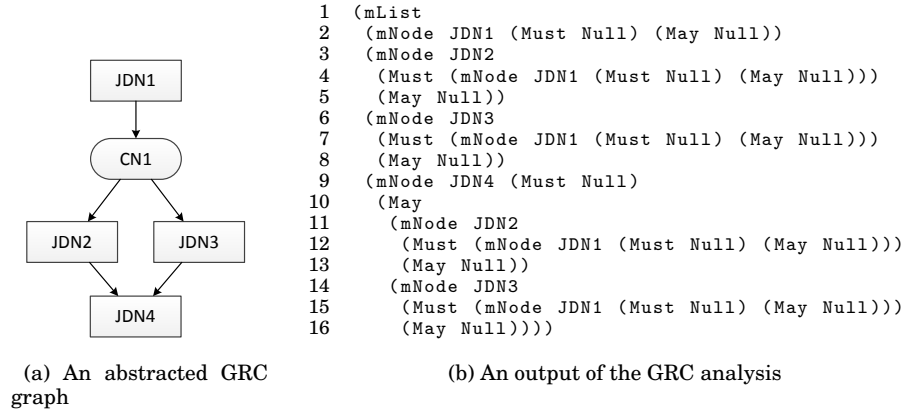 JDN1
CN1
JDN2
JDN3
JDN4
(a) An abstracted GRC
graph
1 (mList
2 (mNode JDN1 (Must Null) (May Null))
3 (mNode JDN2
4 (Must (mNode JDN1 (Must Null) (May Null)))
5 (May Null))
6 (mNode JDN3
7 (Must (mNode JDN1 (Must Null) (May Null)))
8 (May Null))
9 (mNode JDN4 (Must Null)
10 (May
11 (mNode JDN2
12 (Must (mNode JDN1 (Must Null) (May Null)))
13 (May Null))
14 (mNode JDN3
15 (Must (mNode JDN1 (Must Null) (May Null)))
16 (May Null))))
(b) An output of the GRC analysis